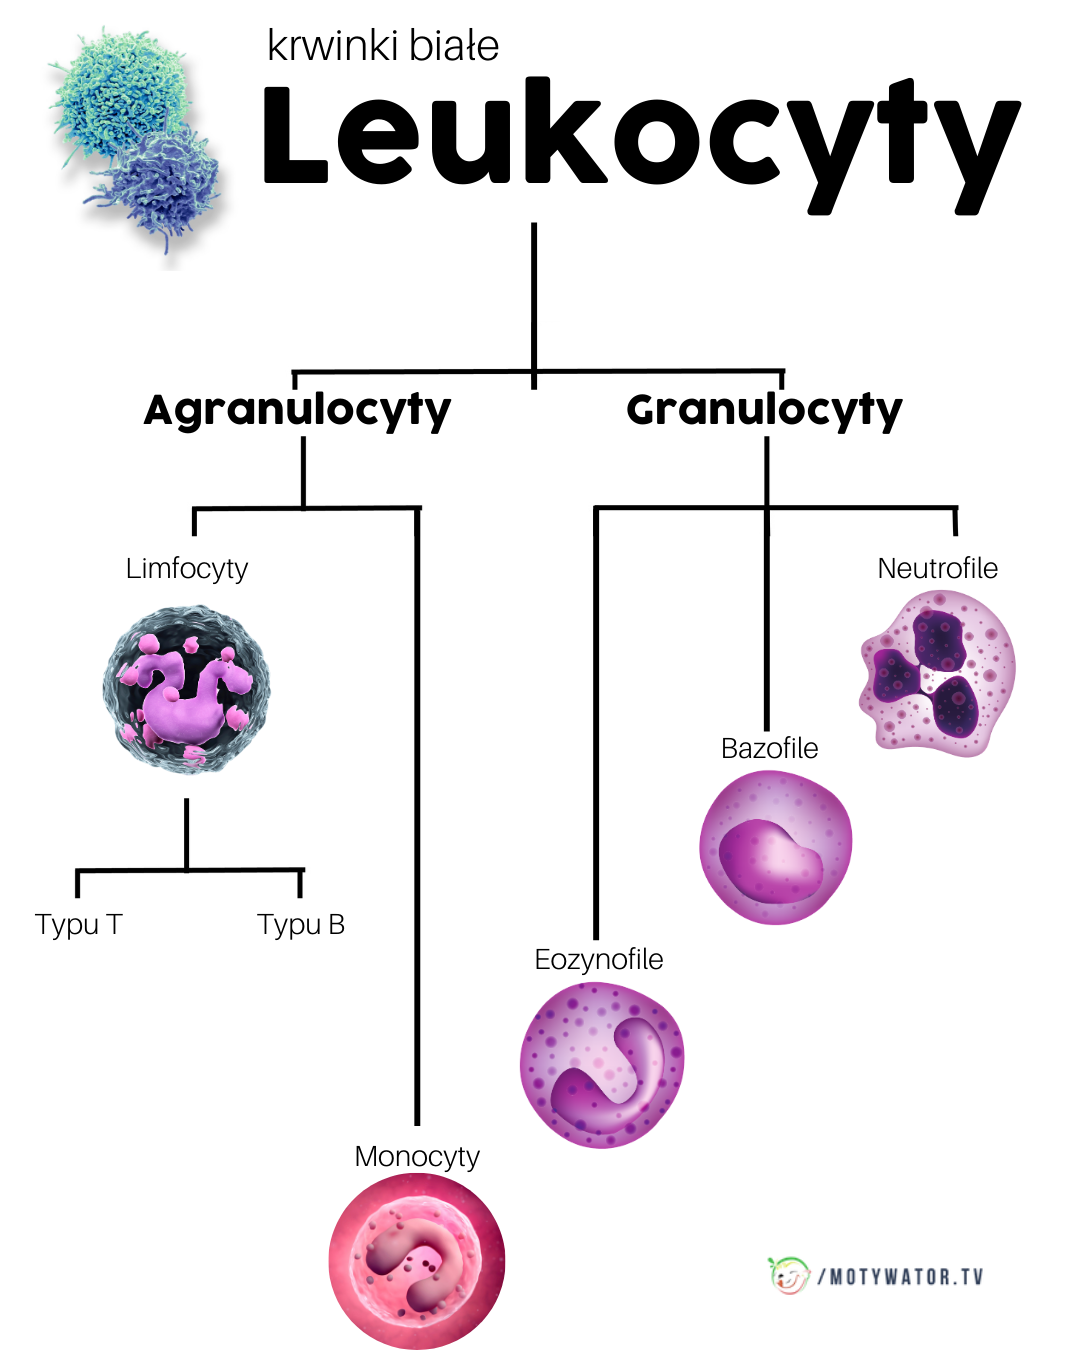 krwinki białe
Leukocyty
Agranulocyty
Granulocyty
Limfocyty
Neutrofile
Bazofile
Typu T
Typu B
Eozynofile
Monocyty
/MOTYWATOR.TV